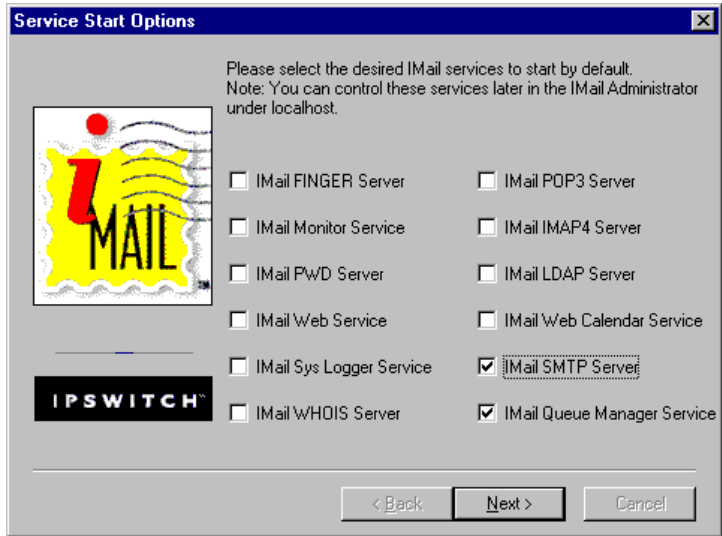 Service Start Options
Please select the desired IMail services to start by default.
Note: You can control these services later in the IMail Administrator
under localhost.
i
MAIL
TM
IPSWITCH™
IMail FINGER Server
IMail POP3 Server
IMail Monitor Service
IMail IMAP4 Server
IMail PWD Server
IMail LDAP Server
IMail Web Service
IMail Web Calendar Service
IMail Sys Logger Service
IMail SMTP Server
IMail WHOIS Server
IMail Queue Manager Service
< Back
Next >
Cancel